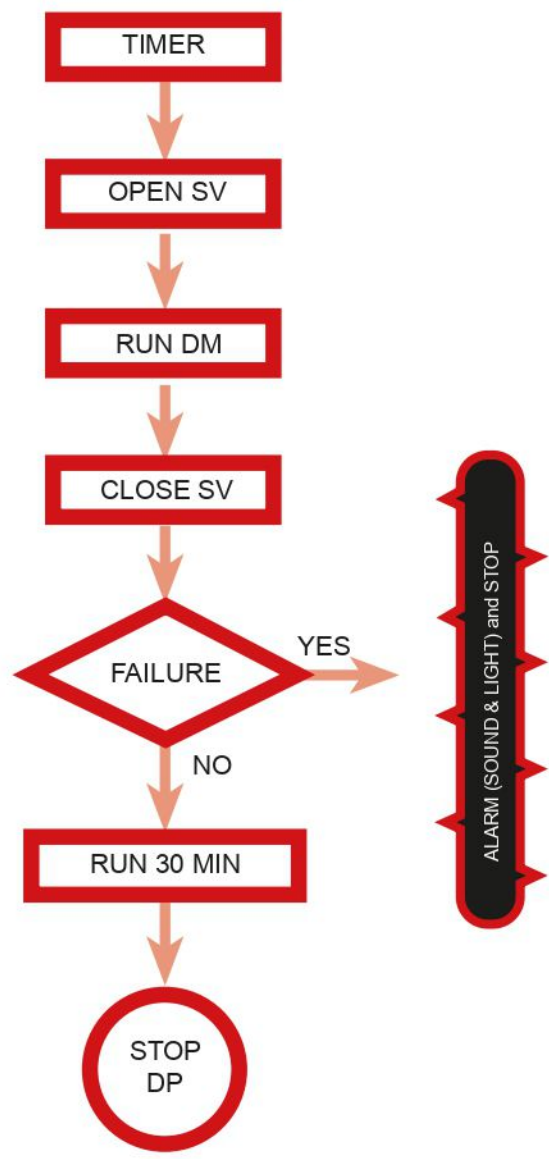 TIMER
OPEN SV
RUN DM
CLOSE SV
FAILURE
YES
NO
RUN 30 MIN
STOP
DP
ALARM (SOUND & LIGHT) and STOP